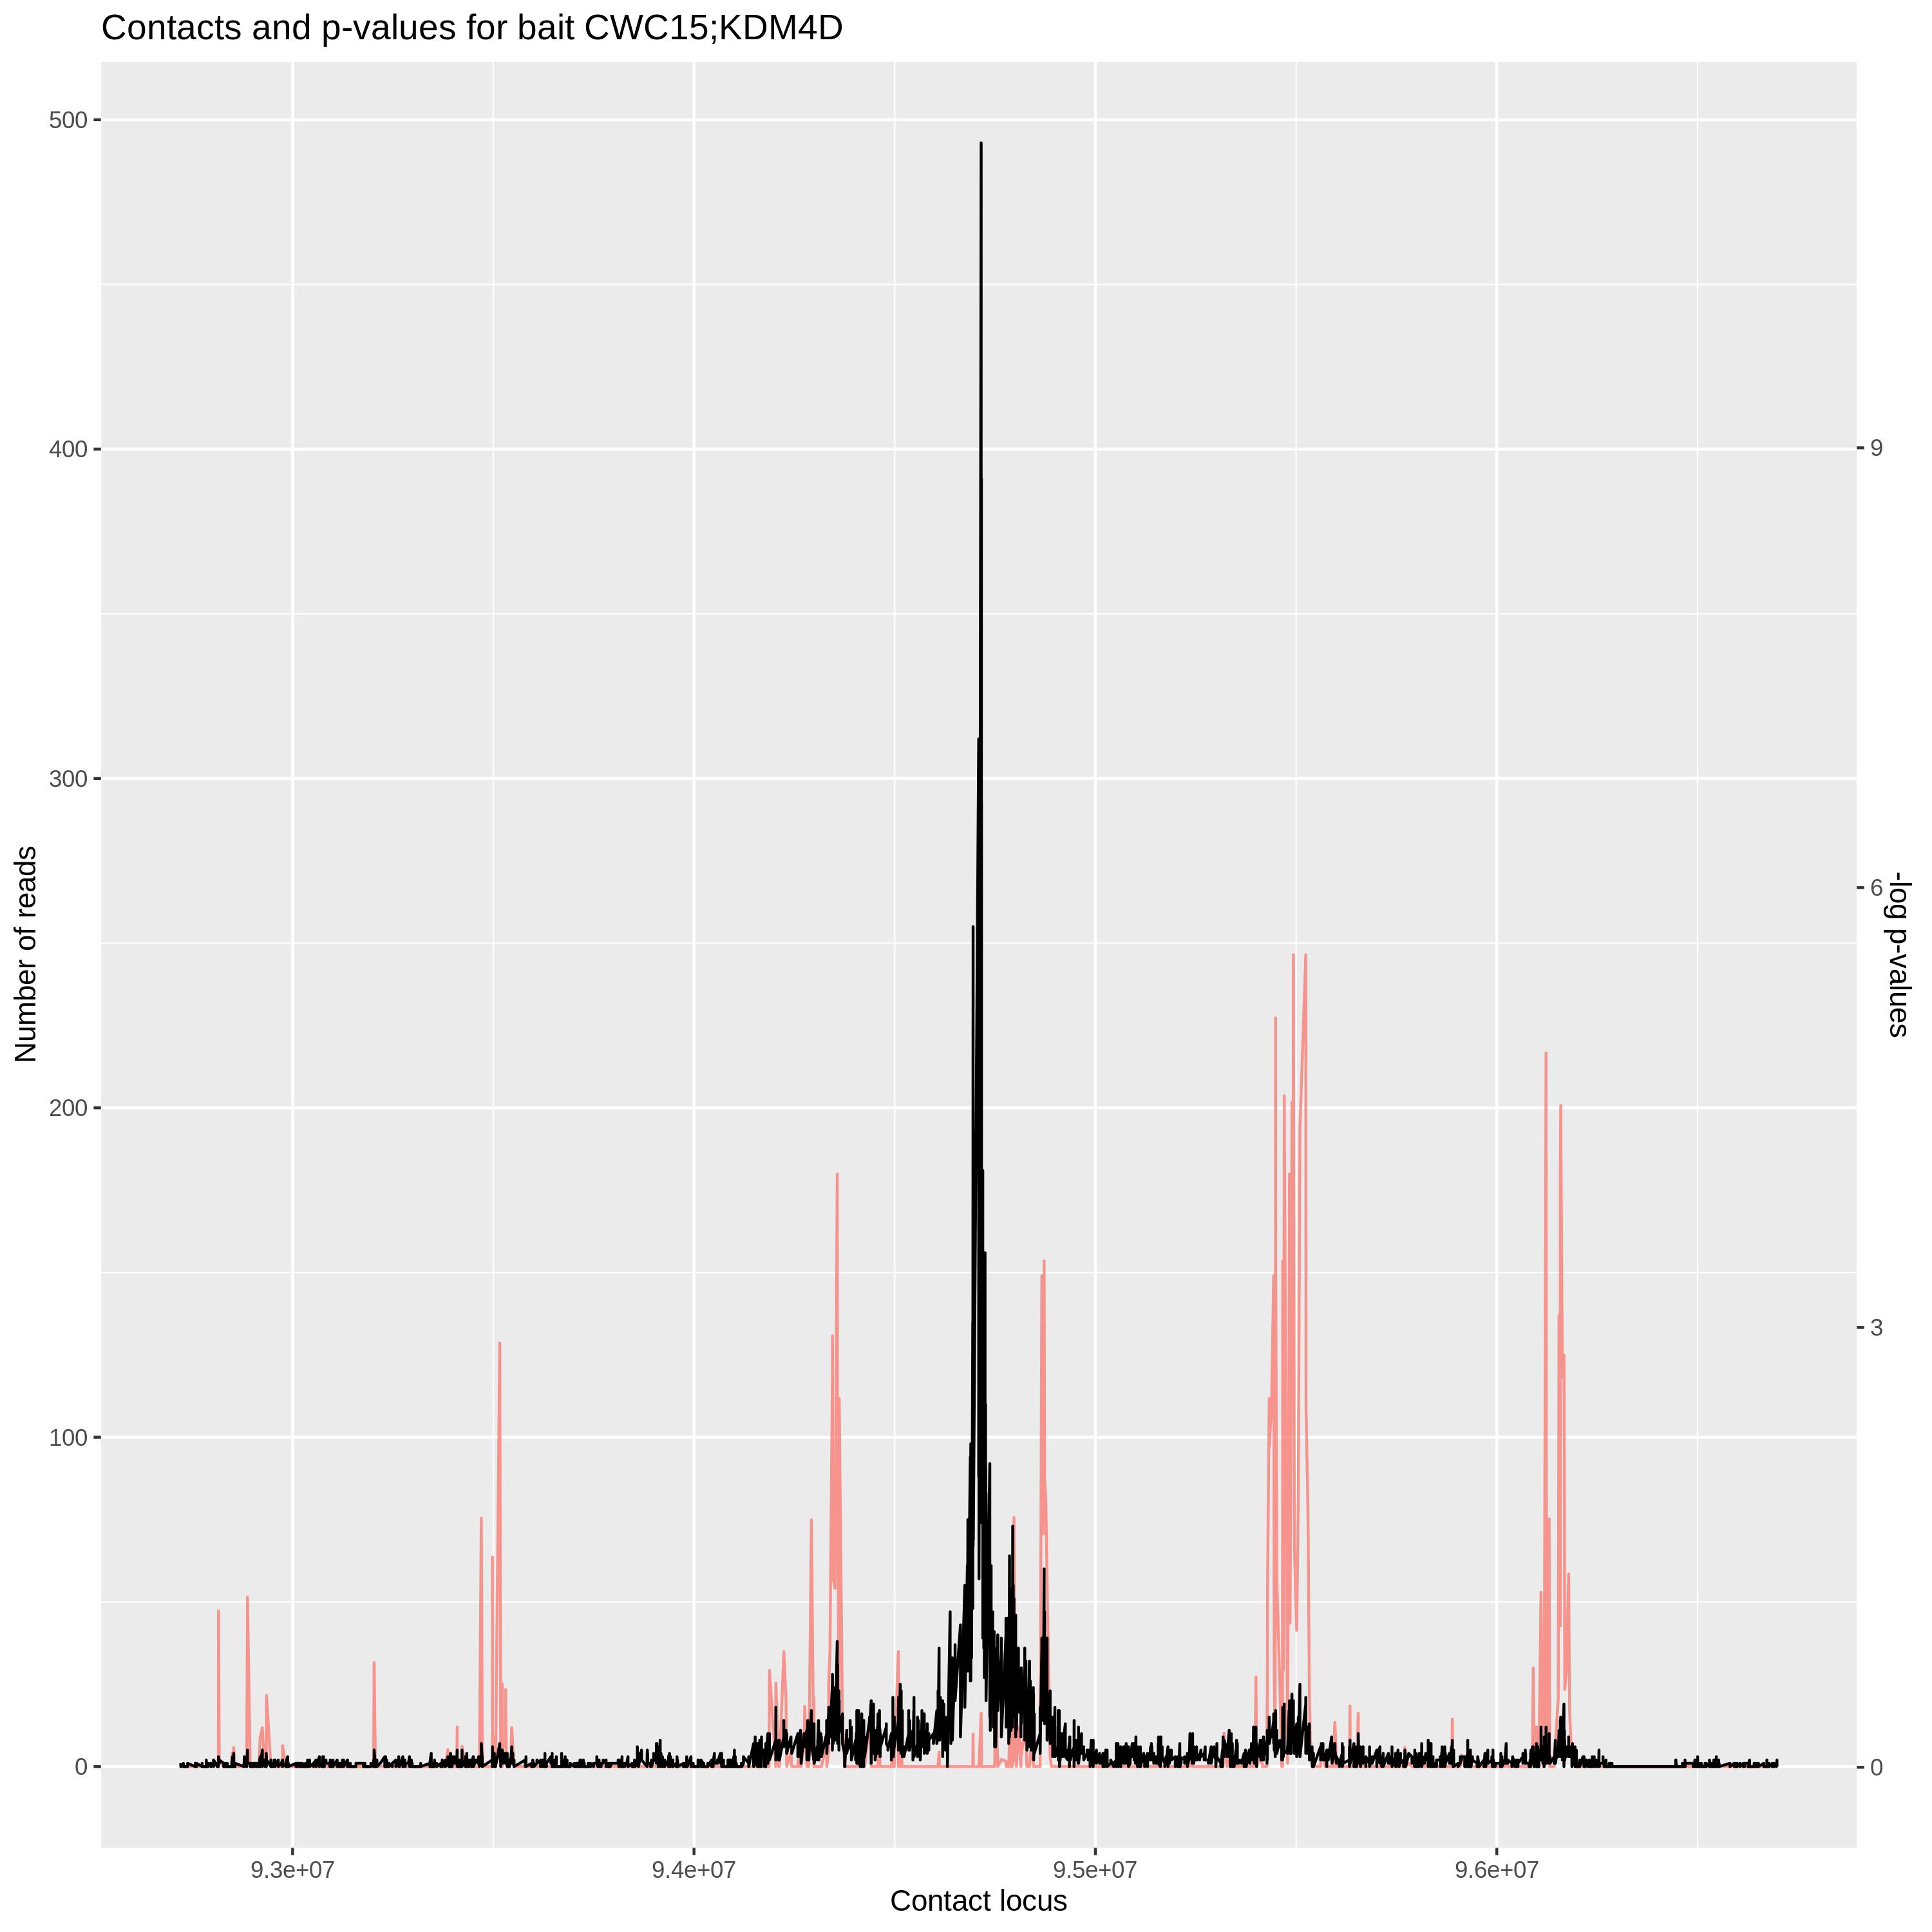 Contacts and p-values for bait CWC15;KDM4D
500
400
300
200
100
0
Number of reads
9
6
3
0
-log p-values
9.3e+07
9.4e+07
9.5e+07
9.6e+07
Contact locus